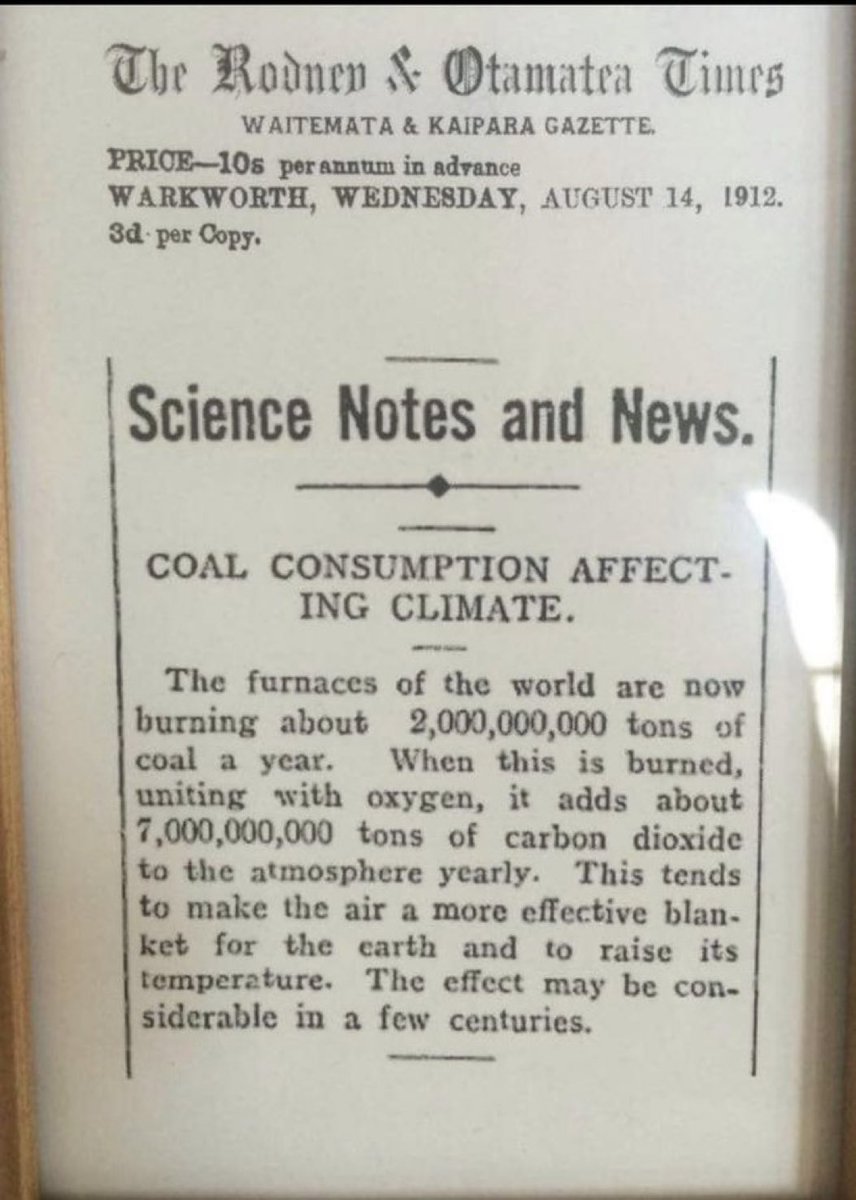 The Rodney & Otamatea Times
WAITEMATA & KAIPARA GAZETTE.
PRICE—10s per annum in advance
WARKWORTH, WEDNESDAY, AUGUST 14, 1912.
3d per Copy.
Science Notes and News.
COAL CONSUMPTION AFFECT-
ING CLIMATE.
The furnaces of the world are now
burning about 2,000,000,000 tons of
coal a year. When this is burned,
uniting with oxygen, it adds about
7,000,000,000 tons of carbon dioxide
to the atmosphere yearly. This tends
to make the air a more effective blan-
ket for the earth and to raise its
temperature. The effect may be con-
siderable in a few centuries.